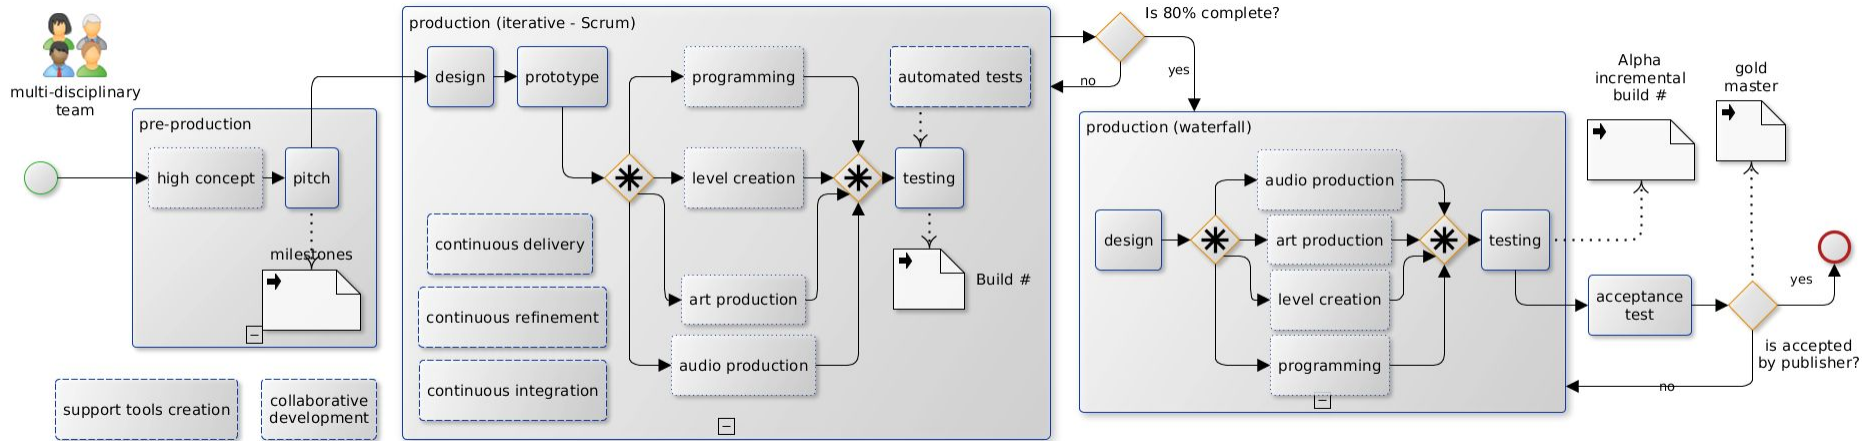 multi-disciplinary
team
pre-production
high concept
pitch
milestones
support tools creation
collaborative
development
production (iterative - Scrum)
design
prototype
programming
level creation
art production
audio production
automated tests
testing
Build #
continuous delivery
continuous refinement
continuous integration
Is 80% complete?
no
yes
production (waterfall)
design
audio production
art production
level creation
programming
testing
Alpha
incremental
build #
gold
master
acceptance
test
yes
is accepted
by publisher?
no